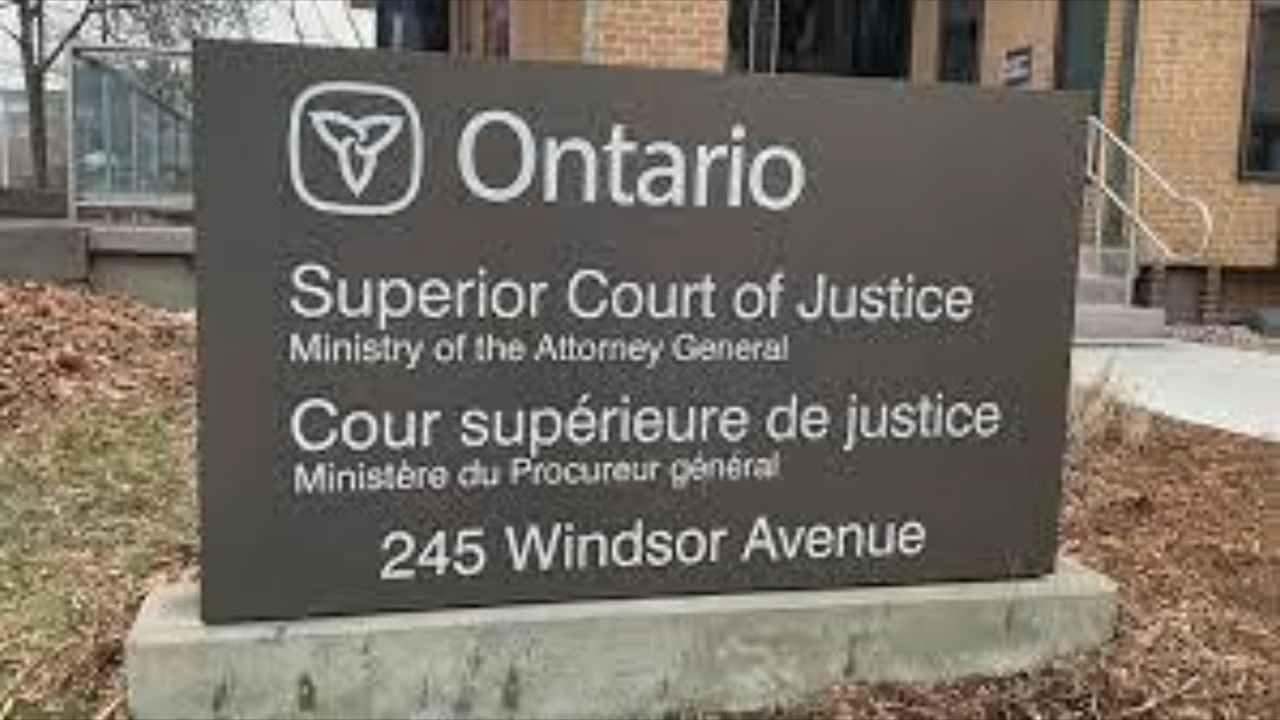 Ontario
Superior Court of Justice
Ministry of the Attorney General
Cour supérieure de justice
Ministère du Procureur général
245 Windsor Avenue